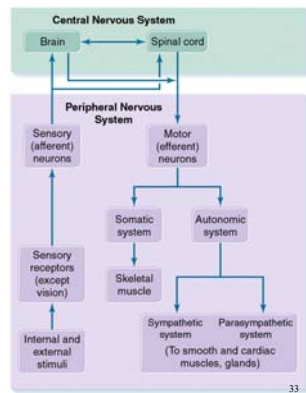 Central Nervous System
Brain
Spinal cord
Peripheral Nervous
System
Sensory
(afferent)
neurons
Motor
(efferent)
neurons
Somatic
system
Autonomic
system
Sensory
receptors
(except
vision)
Skeletal
muscle
Internal and
external
stimuli
Sympathetic
system
Parasympathetic
system
(To smooth and cardiac
muscles, glands)
33